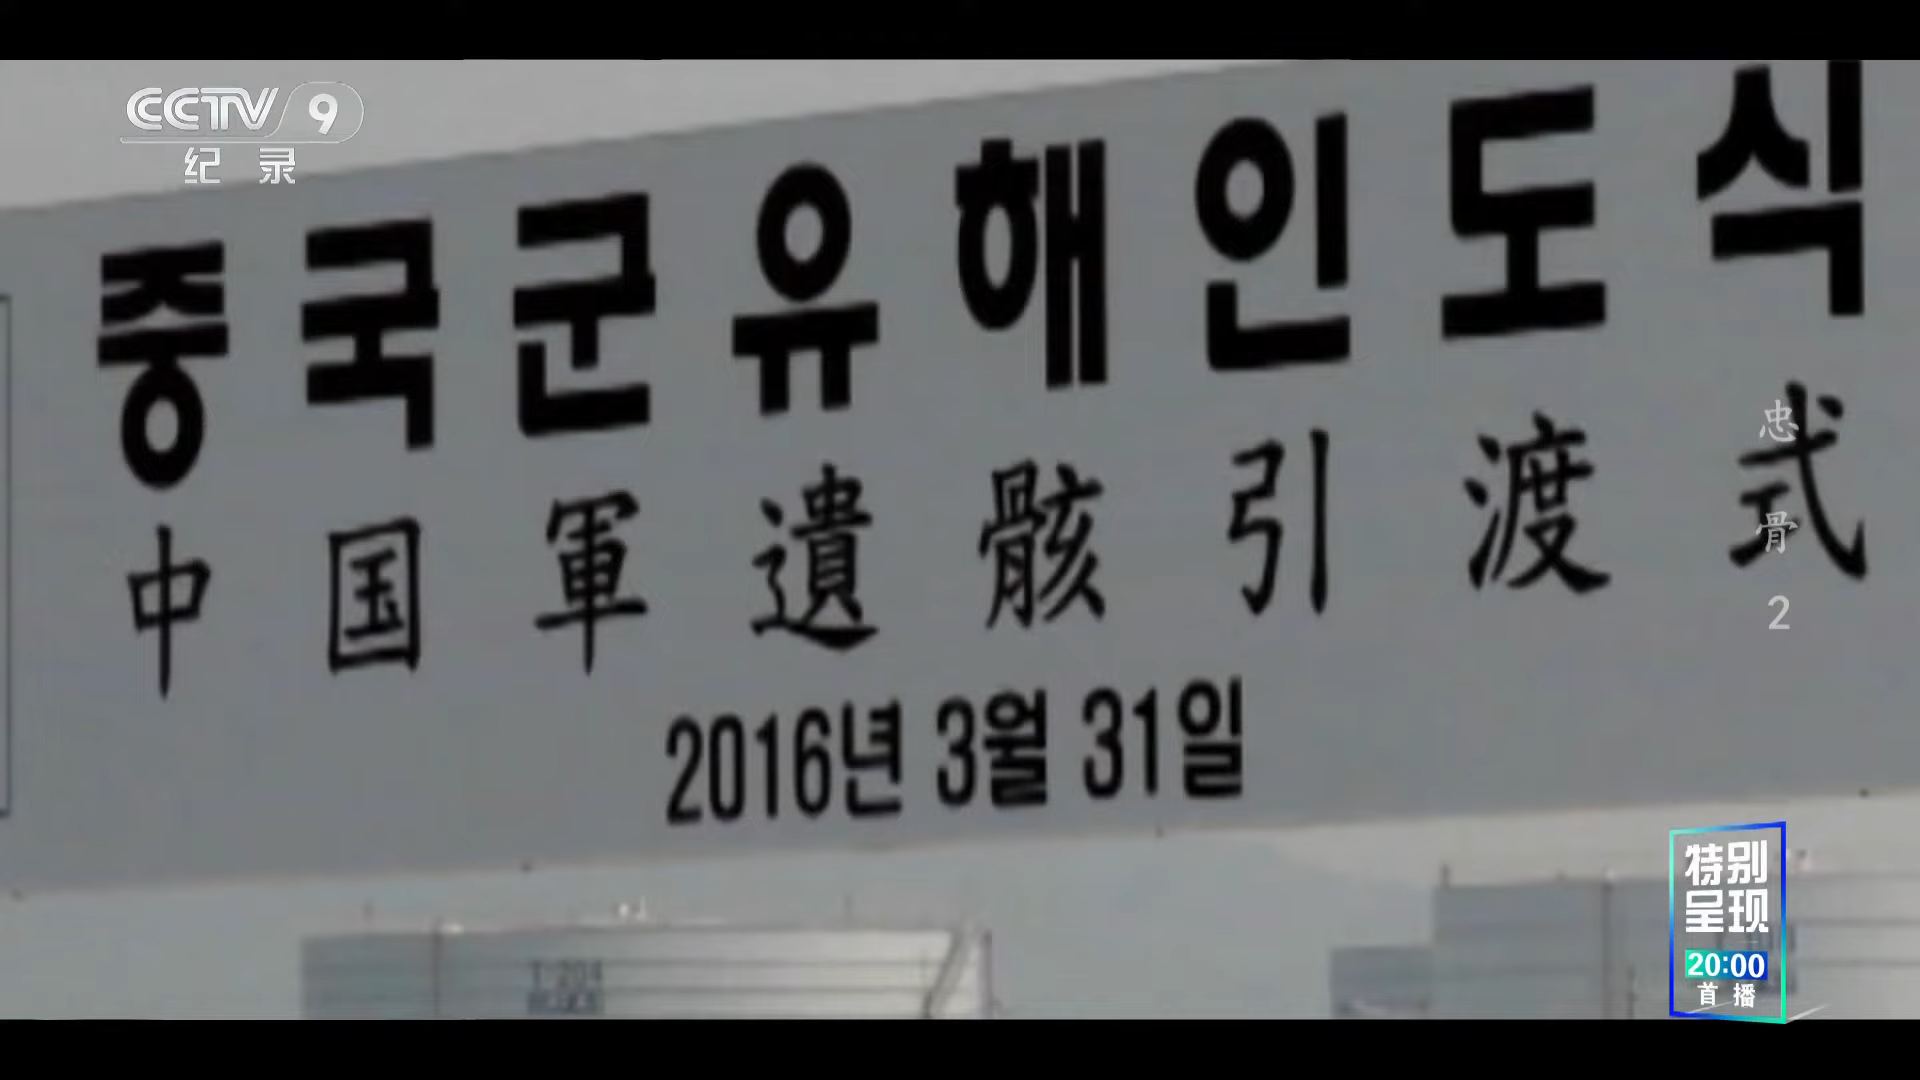 CCTV 9
纪录
중국군유해인도식
中国軍遺骸引渡式
忠骨2
2016년 3월 31일
特别
呈现
20:00
首播